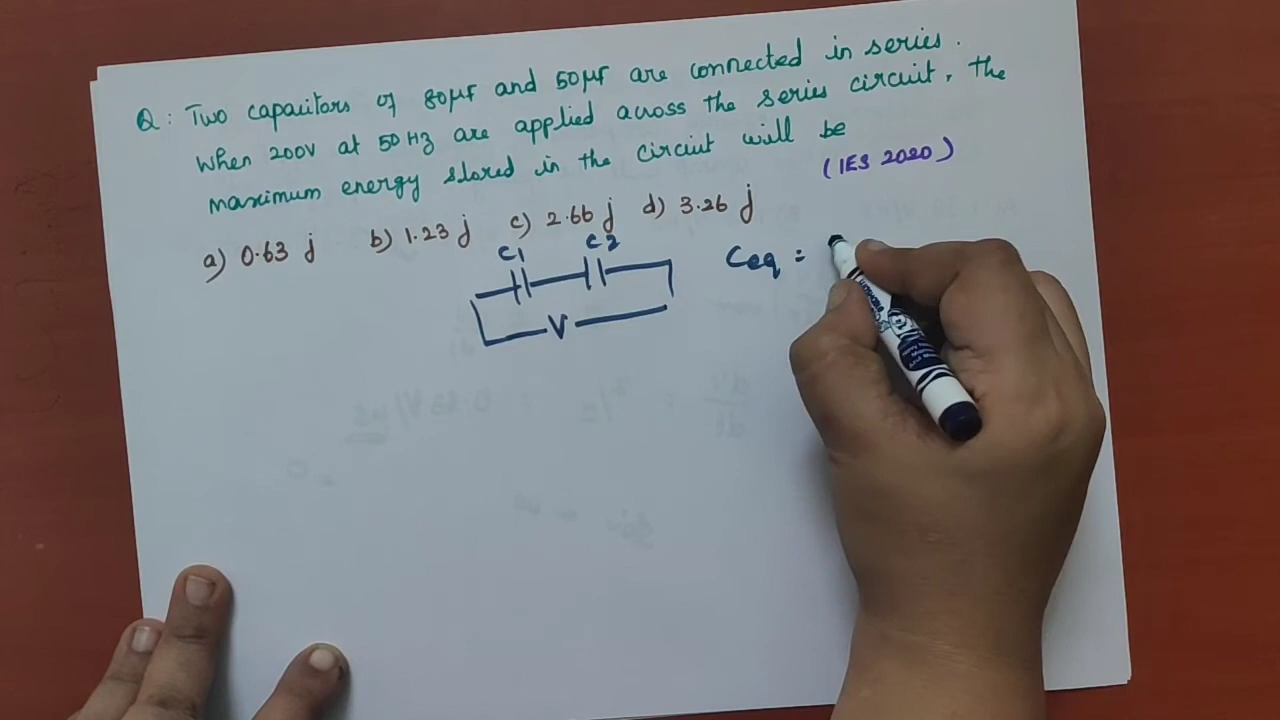 Q: Two capacitors of 80μF and 50μF are connected in series.
When 200V at 50Hz are applied across the series circuit, the
maximum energy stored in the circuit will be
(IES 2020)
a) 0.63 j b) 1.23 j c) 2.66 j d) 3.26 j
C1 C2
Ceq =
V